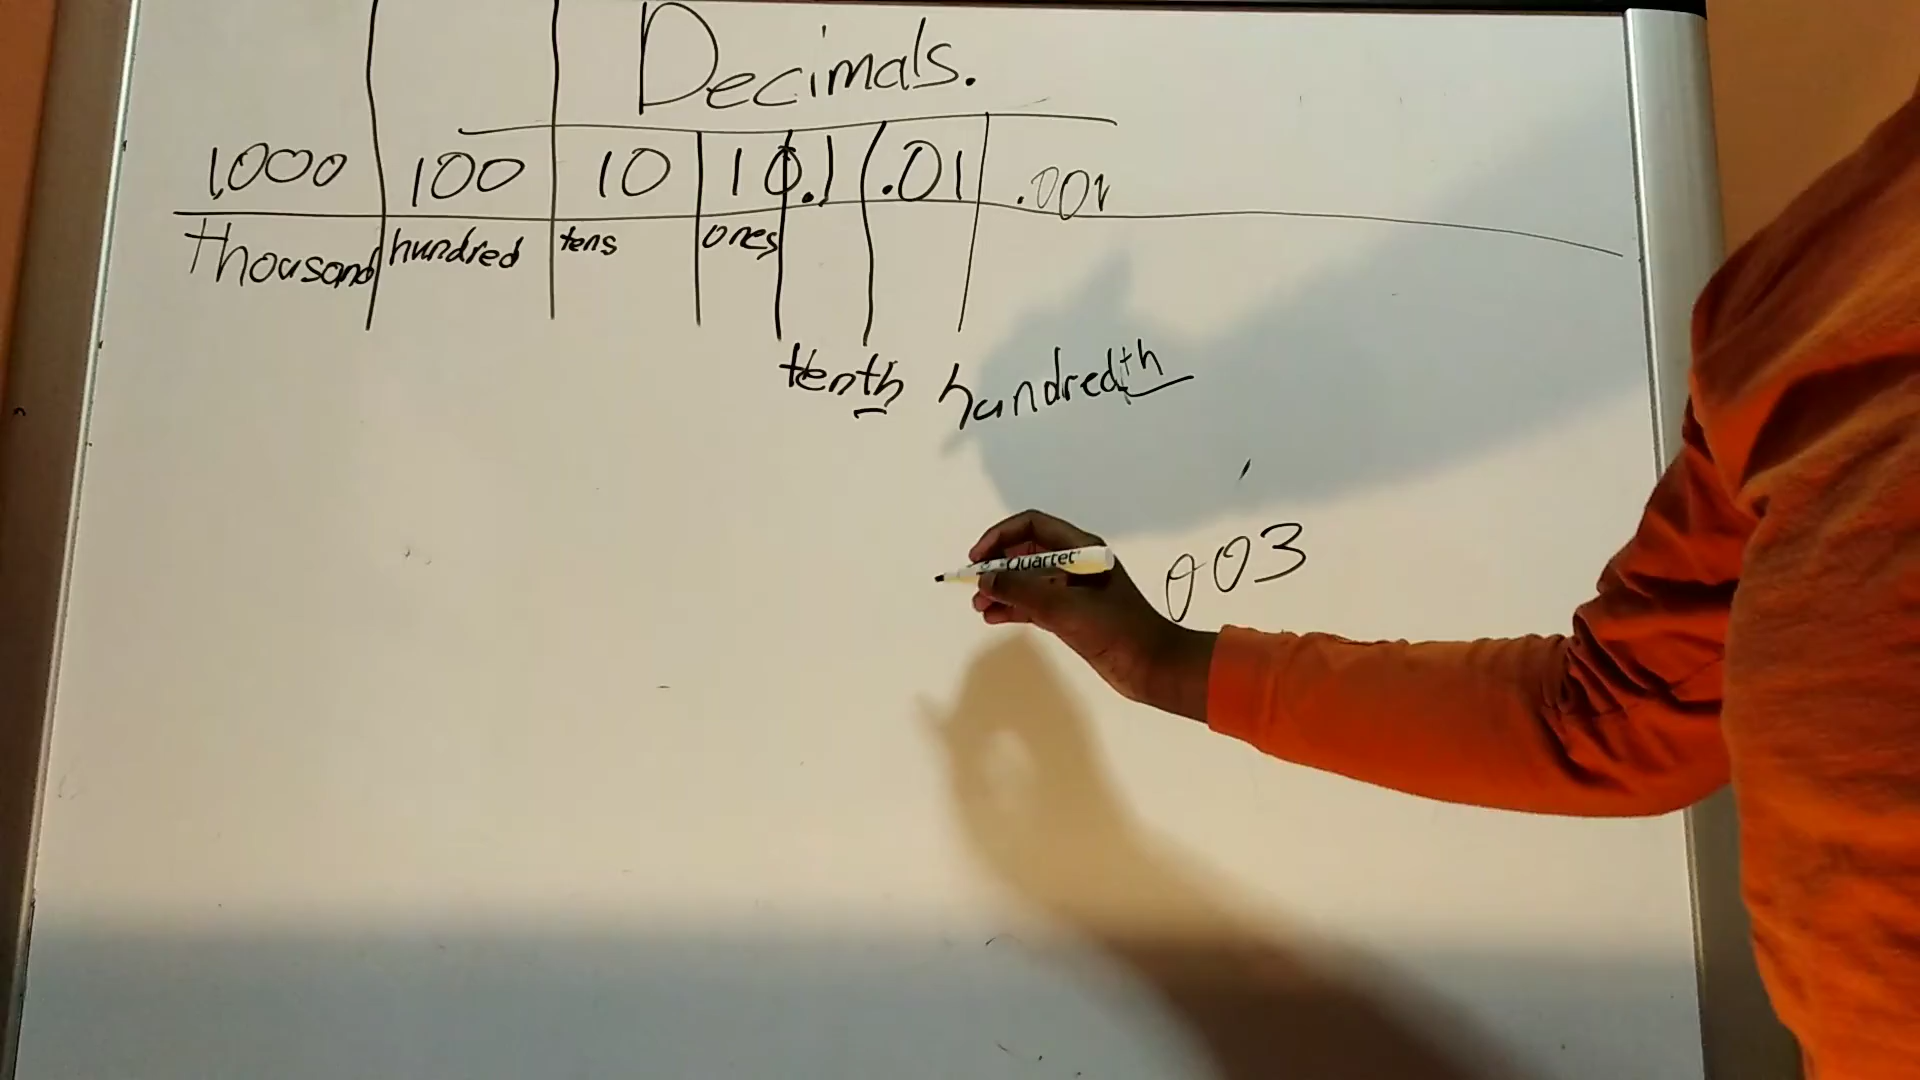 Decimals.
1,000 100 10 1 0.1 .01 .001
thousand hundred tens ones
tenth hundredth
Quartet
003